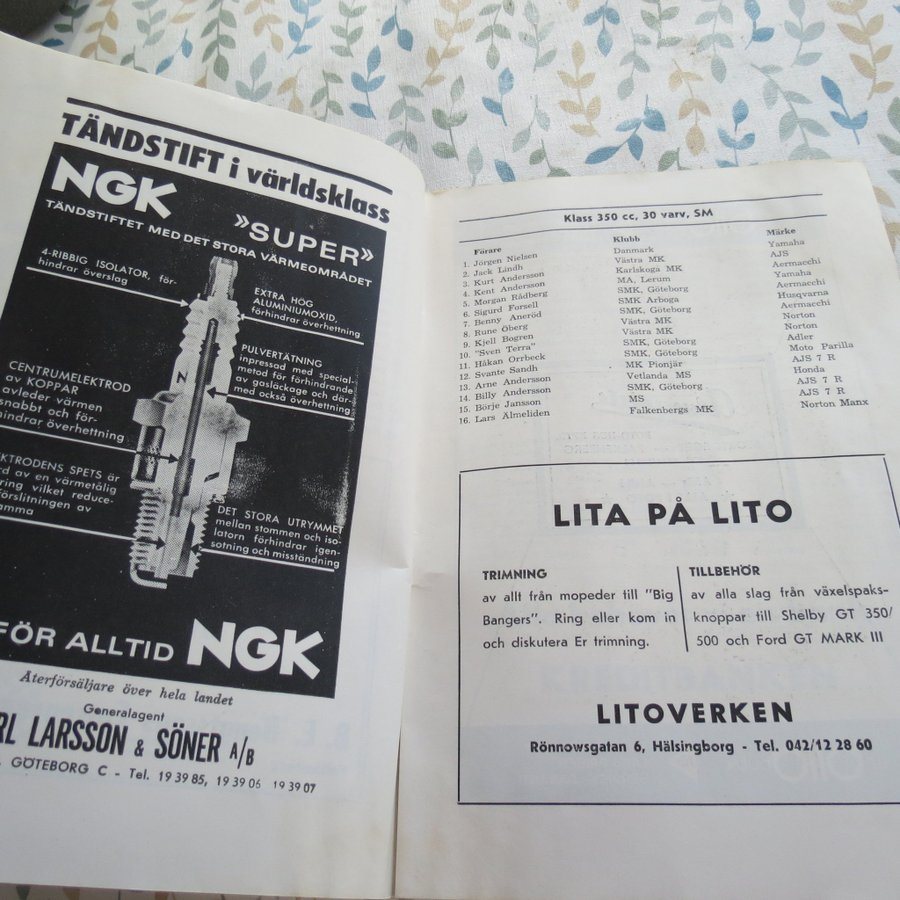 TÄNDSTIFT i världsklass
NGK
»SUPER»
TÄNDSTIFTET MED DET STORA VÄRMEOMRÅDET
4-RIBBIG ISOLATOR, för-
hindrar överslag
EXTRA HÖG
ALUMINIUMOXID,
förhindrar överhettning
CENTRUMELEKTROD
av KOPPAR
avleder värmen
snabbt och för-
hindrar överhettning
PULVERTÄTNING
inpressad med special-
metod för förhindrande
av gasläckage och där-
med också överhettning
N
EKTRODENS SPETS är
rd av en värmetålig
ring vilket reduce-
förslitningen av
amma
DET STORA UTRYMMET
mellan stommen och iso-
latorn förhindrar igen-
sotning och misständning
FÖR ALLTID NGK
Återförsäljare över hela landet
Generalagent
RL LARSSON & SÖNER A/B
GÖTEBORG C - Tel. 19 39 85, 19 39 06 19 39 07
Klass 350 cc, 30 varv, SM
Förare Klubb Märke
1. Jörgen Nielsen Danmark Yamaha
2. Jack Lindh Västra MK AJS
3. Kurt Andersson Karlskoga MK Aermacchi
4. Kent Andersson MA, Lerum Yamaha
5. Morgan Rådberg SMK, Göteborg Aermacchi
6. Sigurd Forsell SMK Arboga Husqvarna
7. Benny Aneröd SMK, Göteborg Aermacchi
8. Rune Öberg Västra MK Norton
9. Kjell Bogren Västra MK Norton
10. "Sven Terra" SMK, Göteborg Adler
11. Håkan Orrbeck SMK, Göteborg Moto Parilla
12. Svante Sandh MK Pionjär AJS 7 R
13. Arne Andersson Vetlanda MS Honda
14. Billy Andersson SMK, Göteborg AJS 7 R
15. Börje Jansson MS AJS 7 R
16. Lars Älmeliden Falkenbergs MK Norton Manx
LITA PÅ LITO
TRIMNING
av allt från mopeder till "Big
Bangers". Ring eller kom in
och diskutera Er trimning.
TILLBEHÖR
av alla slag från växelspaks-
knoppar till Shelby GT 350/
500 och Ford GT MARK III
LITOVERKEN
Rönnowsgatan 6, Hälsingborg - Tel. 042/12 28 60